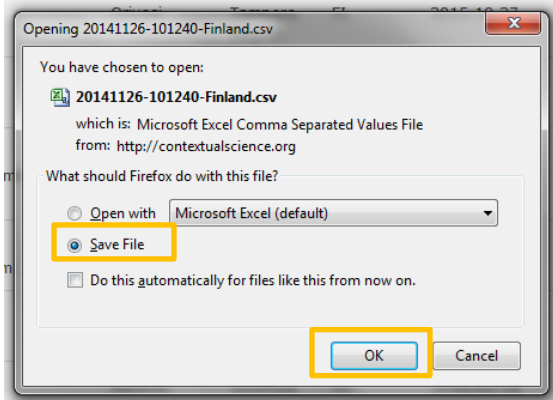 Opening 20141126-101240-Finland.csv
You have chosen to open:
20141126-101240-Finland.csv
which is: Microsoft Excel Comma Separated Values File
from: http://contextualscience.org
What should Firefox do with this file?
Open with Microsoft Excel (default)
Save File
Do this automatically for files like this from now on.
OK Cancel